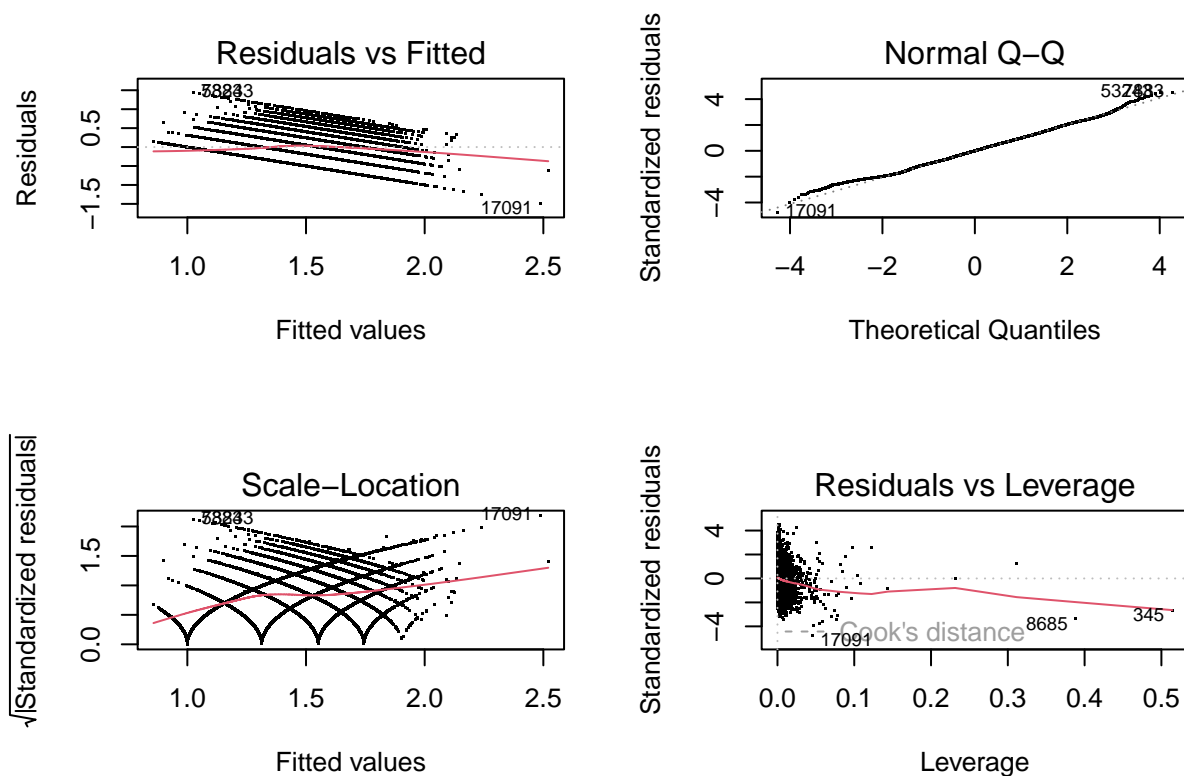 Residuals vs Fitted
Residuals
0.5
−1.5
17091
1.0 1.5 2.0 2.5
Fitted values
Normal Q−Q
Standardized residuals
4
0
−4
17091
−4 −2 0 2 4
Theoretical Quantiles
Scale−Location
√|Standardized residuals|
1.5
0.0
17091
1.0 1.5 2.0 2.5
Fitted values
Residuals vs Leverage
Standardized residuals
4
0
−4
Cook's distance
17091
8685
345
0.0 0.1 0.2 0.3 0.4 0.5
Leverage